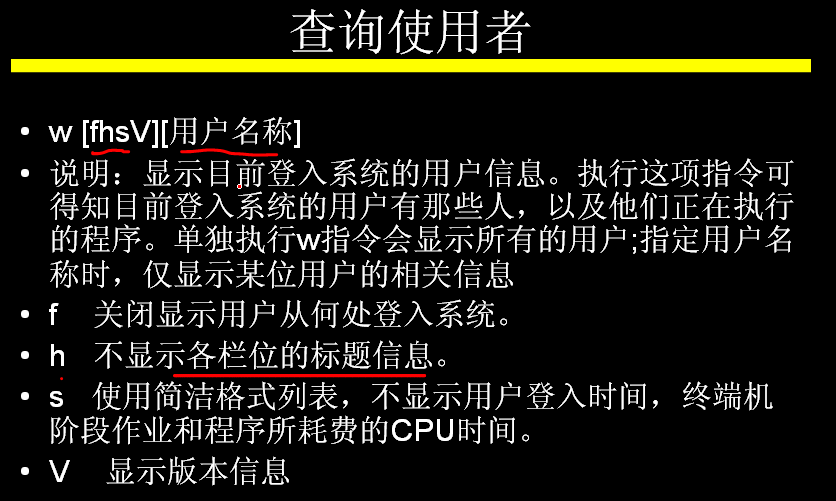 查询使用者
• w [fhsV][用户名称]
• 说明：显示目前登入系统的用户信息。执行这项指令可
得知目前登入系统的用户有那些人，以及他们正在执行
的程序。单独执行w指令会显示所有的用户;指定用户名
称时，仅显示某位用户的相关信息
• f 关闭显示用户从何处登入系统。
• h 不显示各栏位的标题信息。
• s 使用简洁格式列表，不显示用户登入时间，终端机
阶段作业和程序所耗费的CPU时间。
• V 显示版本信息